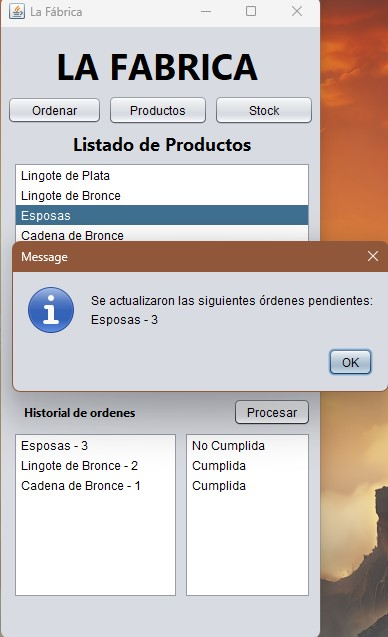 La Fábrica
LA FABRICA
Ordenar Productos Stock
Listado de Productos
Lingote de Plata
Lingote de Bronce
Esposas
Cadena de Bronce
Message
Se actualizaron las siguientes órdenes pendientes:
Esposas - 3
OK
Historial de ordenes Procesar
Esposas - 3 No Cumplida
Lingote de Bronce - 2 Cumplida
Cadena de Bronce - 1 Cumplida